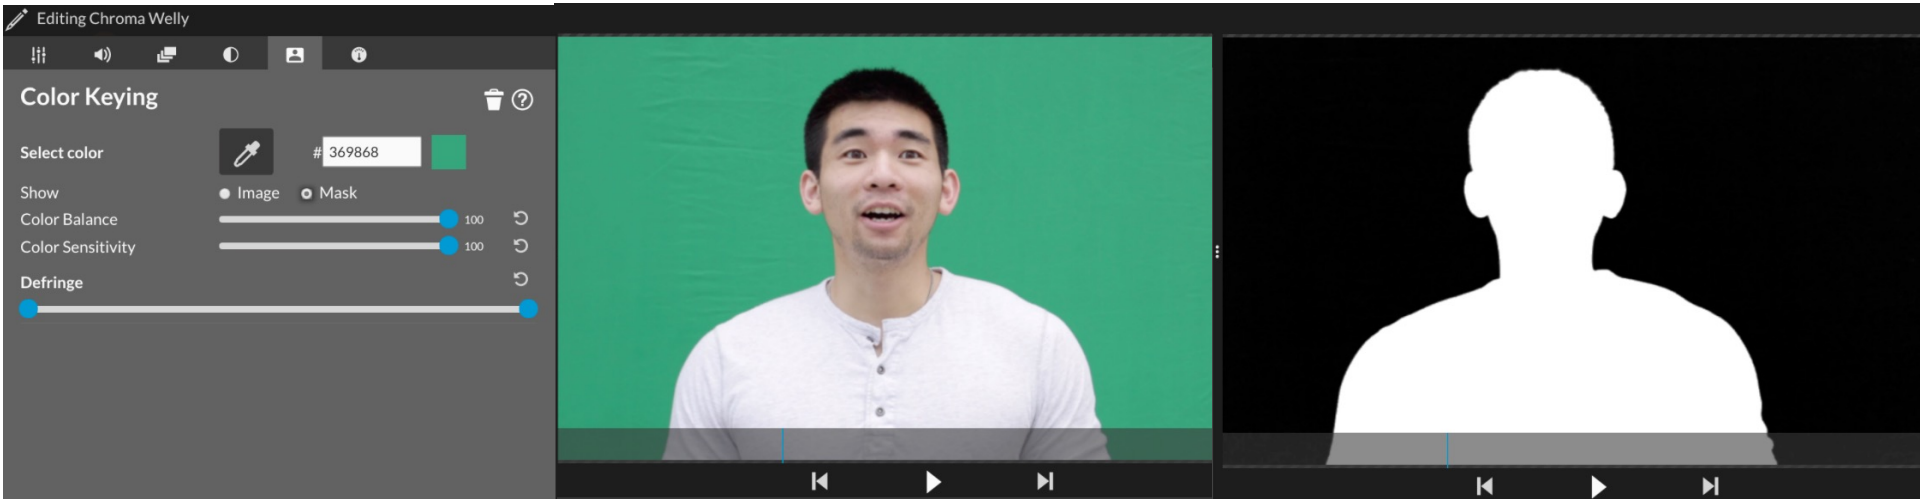 Editing Chroma Welly
Color Keying
Select color # 369868
Show Image Mask
Color Balance 100
Color Sensitivity 100
Defringe